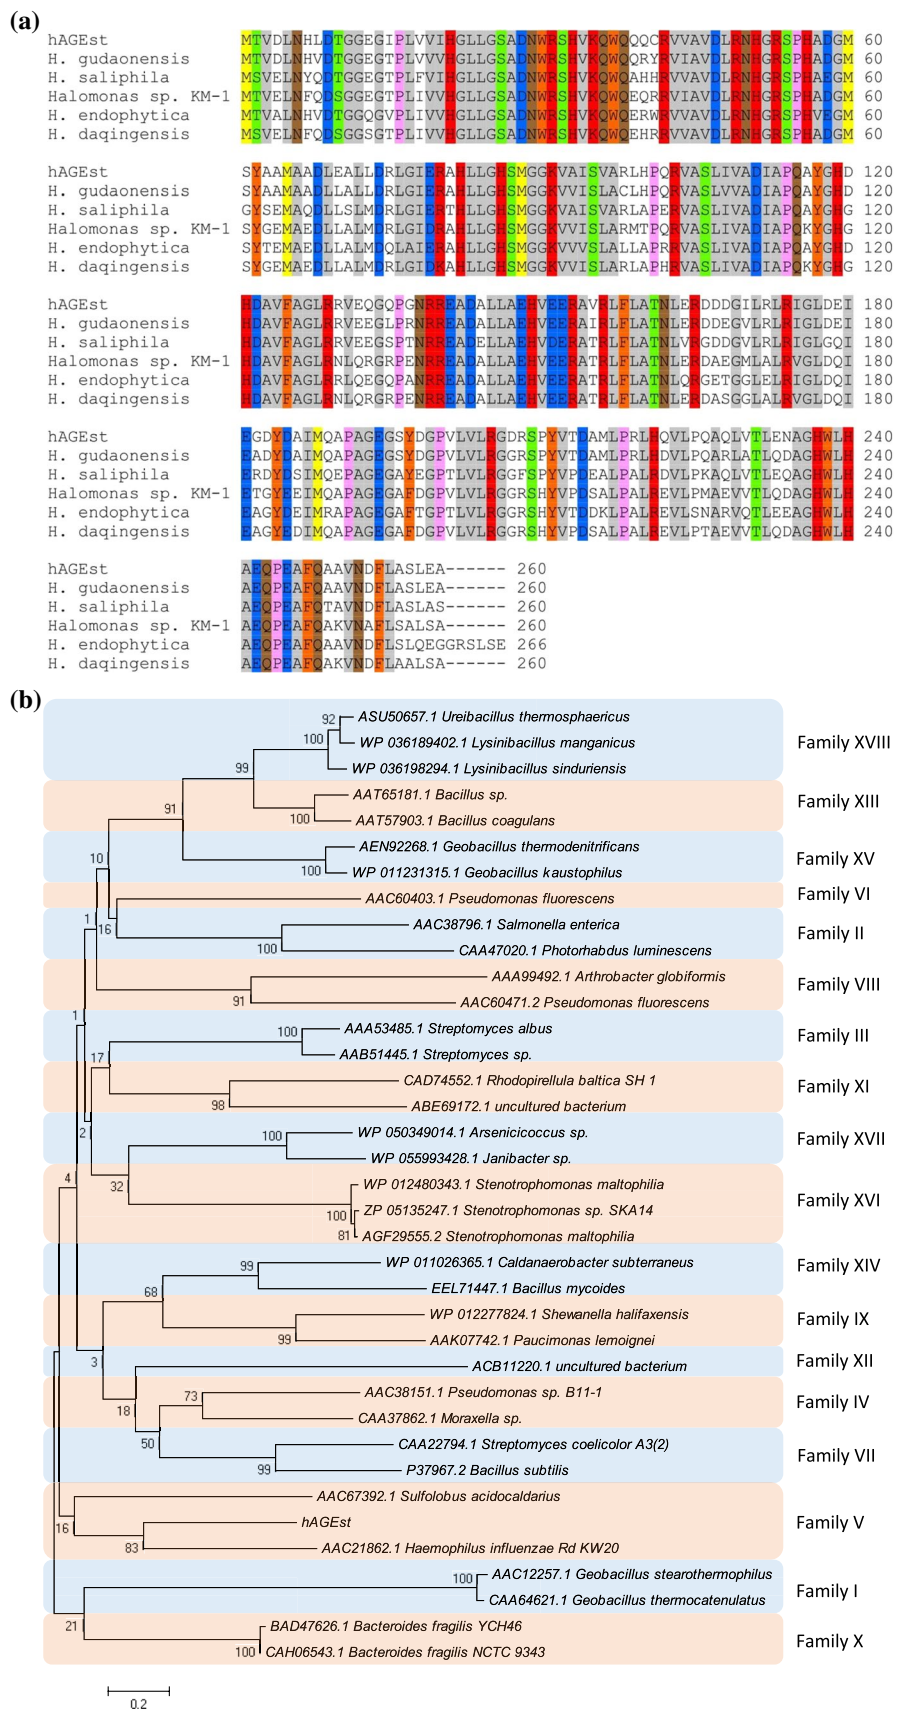 (a)
hAGEst MTVDLNHLDTGGEGIPLVVIHGLLGSADNWRSHVKQWQQQCRVVAVDLRNHGRSPHADGM 60
H. gudaonensis MTVDLNHVDTGGEGTPLVVIHGLLGSADNWRSHVKQWQQQRYRVIAVDLRNHGRSPHADGM 60
H. saliphila MSVELNYQDTGGEGTPLFVIHGLLGSADNWRSHVKQWQAHHRVVAVDLRNHGRSPHAEGM 60
Halomonas sp. KM-1 MTVELNFQDSGGEGTPLIVVHGLLGSADNWRSHVKQWQEQRRVVAVDLRNHGRSPHADGM 60
H. endophytica MTVALNHVDTGGQGTPLVVIHGLLGSADNWRSHVKQWQERWRVVAVDLRNHGRSPHVEGM 60
H. daqingensis MSVELNFQDSGGSGTPLIVVHGLLGSADNWRSHVKQWQEHRRVVAVDLRNHGRSPHAEGM 60
hAGEst SYAAMAADLEALLDRLGIERAHLLGHSMGGKVAISVARLHPQRVASLIVADIAPQAYGHD 120
H. gudaonensis SYAAMAADLEALLDRLGIERAHLLGHSMGGKVAISVACLHPQRVASLIVADIAPQAYGHD 120
H. saliphila GYSEMAQDLLSLMDRLGIERTHLLGHSMGGKVAISVARLAPERVASLIVADIAPQAYGHG 120
Halomonas sp. KM-1 SYGEMAEDLLALMDRLGIERAHLLGHSMGGKVAISLARMTPQRVASLIVADIAPQKYGHG 120
H. endophytica SYTEMAEDLLALMDQLAIERAHLLGHSMGGKVVVSLALLAPRRVASLIVADIAPQAYGHD 120
H. daqingensis SYGEMAEDLLALMDRLGIDKAHLLGHSMGGKVVISLARLAPHRVASLIVADIAPQKYGHG 120
hAGEst HDAVFAGLRRVEQGQPGNRREADALLAEHVEERAVRLFLATNLERDDDGILRLRIGLDEI 180
H. gudaonensis HDAVFAGLRRVEEGLPRNRREADALLAEHVEERAIRLFLATNLERDDEGVLRLRIGLDEI 180
H. saliphila HDAVFAGLRRVEEGSPTNRREADELLAEHVDERATRLFLATNLVRGDDGILRLRIGLGQI 180
Halomonas sp. KM-1 HDAVFAGLRNLQRGRPENRREADALLAEHVEERATRLFLATNLERDAEGMLALRVGLDQI 180
H. endophytica HDAVFAGLRRLQEGQPANRREADALLAEHVEERATRLFLATNLQRGETGGLELRIGLDQI 180
H. daqingensis HDAVFAGLRNLQRGRPENRREADALLAEHVEERATRLFLATNLERDASGGLALRVGLDQI 180
hAGEst EGDYDAIMQAPAGEGSYDGPVLVLRGDRSPYVTDAMLPRLHQVLPQAQLVTLENAGHWLH 240
H. gudaonensis EADYDAIMQAPAGEGAYDGPVLVLRGGRSPYVTDAMLPRLHDVLPQARLATLQDAGHWLH 240
H. saliphila ERDYDSIMQEPAGEGAYEGPTLVLRGGRSPYVPDEALPALREVLPKAQLVTLEQAGHWLH 240
Halomonas sp. KM-1 ETGYEEIMQAPAGEGAFDGPVLVLRGGRSHYVPDSALPALREVLPMAEVVTLQDAGHWLH 240
H. endophytica EAGYDEIMRAPAGEGAFTGPTLVLRGGRSHYVTDKALPALREVLSNARVQTLEEAGHWLH 240
H. daqingensis EAGYEDIMQAPAGEGAFDGPVLVLRGGRSHYVPDSALPALREVLPTAEVVTLQDAGHWLH 240
hAGEst AEQPEAFQAAVNDFLASLEA------ 260
H. gudaonensis AEQPEAFQAAVNDFLASLEA------ 260
H. saliphila AEQPEAFQTAVNDFLASLAS------ 260
Halomonas sp. KM-1 AEQPEAFQAKVNAFLASLSA------ 260
H. endophytica AEQPEAFQAAVNDFLSLQEGGRSLSE 266
H. daqingensis AEQPEAFQAKVNDFLAALSA------ 260
(b)
92 ASU50657.1 Ureibacillus thermosphaericus
100 WP 036189402.1 Lysinibacillus manganicus Family XVIII
99 WP 036198294.1 Lysinibacillus sinduriensis
AAT65181.1 Bacillus sp. Family XIII
91 100 AAT57903.1 Bacillus coagulans
AEN92268.1 Geobacillus thermodenitrificans Family XV
10 100 WP 011231315.1 Geobacillus kaustophilus
AAC60403.1 Pseudomonas fluorescens Family VI
1 16 AAC38796.1 Salmonella enterica Family II
100 CAA47020.1 Photorhabdus luminescens
AAA99492.1 Arthrobacter globiformis Family VIII
91 AAC60471.2 Pseudomonas fluorescens
1 100 AAA53485.1 Streptomyces albus Family III
17 AAB51445.1 Streptomyces sp.
CAD74552.1 Rhodopirellula baltica SH 1 Family XI
98 ABE69172.1 uncultured bacterium
2 100 WP 050349014.1 Arsenicicoccus sp. Family XVII
WP 055993428.1 Janibacter sp.
4 32 WP 012480343.1 Stenotrophomonas maltophilia
100 ZP 05135247.1 Stenotrophomonas sp. SKA14 Family XVI
81 AGF29555.2 Stenotrophomonas maltophilia
99 WP 011026365.1 Caldanaerobacter subterraneus Family XIV
68 EEL71447.1 Bacillus mycoides
WP 012277824.1 Shewanella halifaxensis Family IX
99 AAK07742.1 Paucimonas lemoignei
3 ACB11220.1 uncultured bacterium Family XII
73 AAC38151.1 Pseudomonas sp. B11-1 Family IV
18 CAA37862.1 Moraxella sp.
50 CAA22794.1 Streptomyces coelicolor A3(2) Family VII
99 P37967.2 Bacillus subtilis
AAC67392.1 Sulfolobus acidocaldarius
16 hAGEst Family V
83 AAC21862.1 Haemophilus influenzae Rd KW20
100 AAC12257.1 Geobacillus stearothermophilus Family I
CAA64621.1 Geobacillus thermocatenulatus
21 BAD47626.1 Bacteroides fragilis YCH46 Family X
100 CAH06543.1 Bacteroides fragilis NCTC 9343
0.2